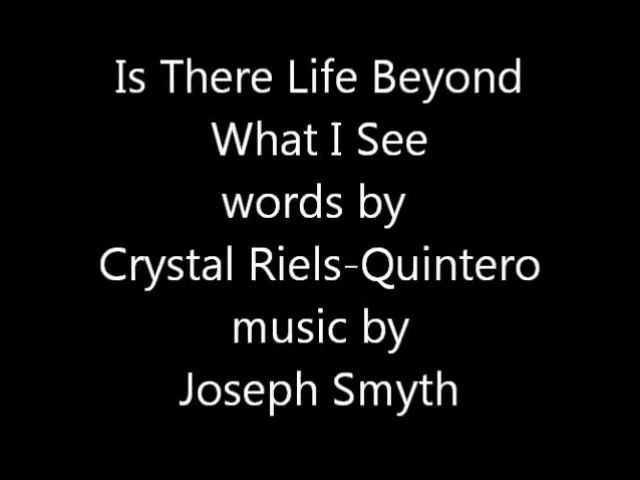 Is There Life Beyond
What I See
words by
Crystal Riels-Quintero
music by
Joseph Smyth